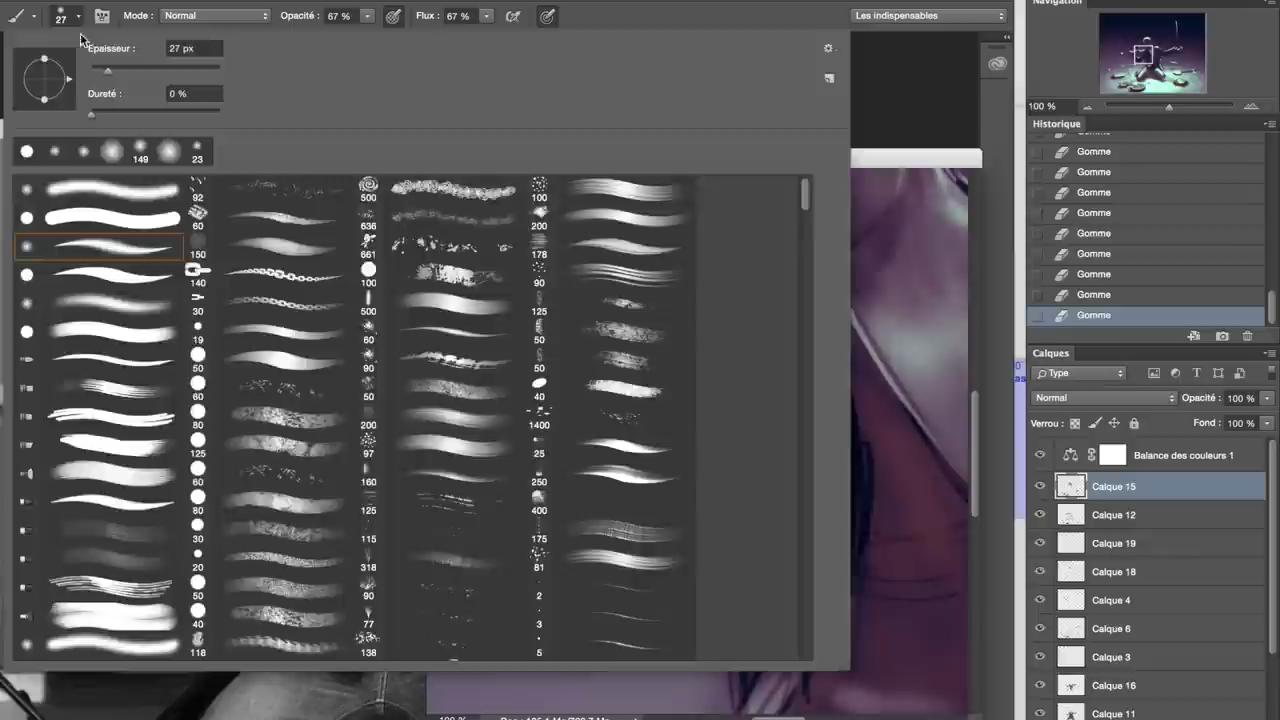 27 Mode : Normal Opacité : 67 % Flux : 67 % Les indispensables
Epaisseur : 27 px
Dureté : 0 %
149 23
92 500 100
60 636 200
150 661 178
140 100 90
30 500 125
19 60 50
60 90 50
60 50 40
80 200 1400
125 97 25
60 160 250
80 125 400
30 115 175
20 318 81
50 90 2
40 77 3
118 138 5
100 %
Navigation
100 %
Historique
Gomme
Gomme
Gomme
Gomme
Gomme
Gomme
Gomme
Gomme
Gomme
Calques
Type
Normal Opacité : 100 %
Verrou : Fond : 100 %
Balance des couleurs 1
Calque 15
Calque 12
Calque 19
Calque 18
Calque 4
Calque 6
Calque 3
Calque 16
Calque 11